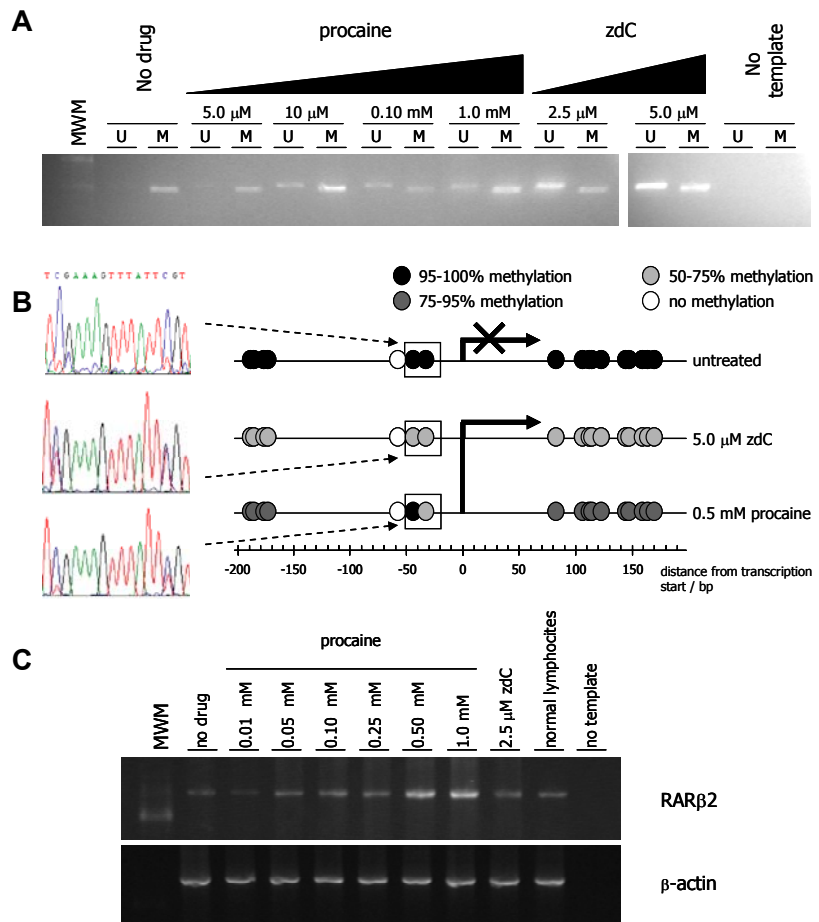 A
MWM
No drug
procaine
zdC
No template
5.0 μM
10 μM
0.10 mM
1.0 mM
2.5 μM
5.0 μM
U M U M U M U M U M U M U M U M
B
T C G A A A G T T T A T T C G T
95-100% methylation
50-75% methylation
75-95% methylation
no methylation
untreated
5.0 μM zdC
0.5 mM procaine
-200 -150 -100 -50 0 50 100 150
distance from transcription
start / bp
C
procaine
MWM
no drug
0.01 mM
0.05 mM
0.10 mM
0.25 mM
0.50 mM
1.0 mM
2.5 μM zdC
normal lymphocites
no template
RARβ2
β-actin